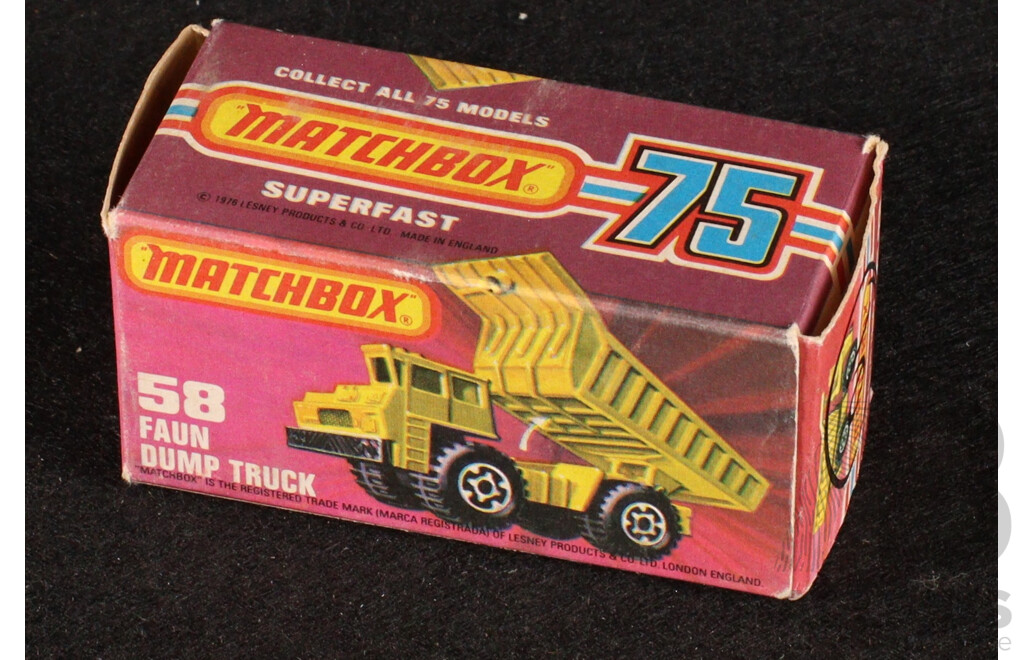 COLLECT ALL 75 MODELS
"MATCHBOX"®
75
SUPERFAST
© 1976 LESNEY PRODUCTS & CO. LTD. MADE IN ENGLAND
"MATCHBOX"®
58
FAUN
DUMP TRUCK
"MATCHBOX" IS THE REGISTERED TRADE MARK (MARCA REGISTRADA) OF LESNEY PRODUCTS & CO LTD. LONDON ENGLAND.